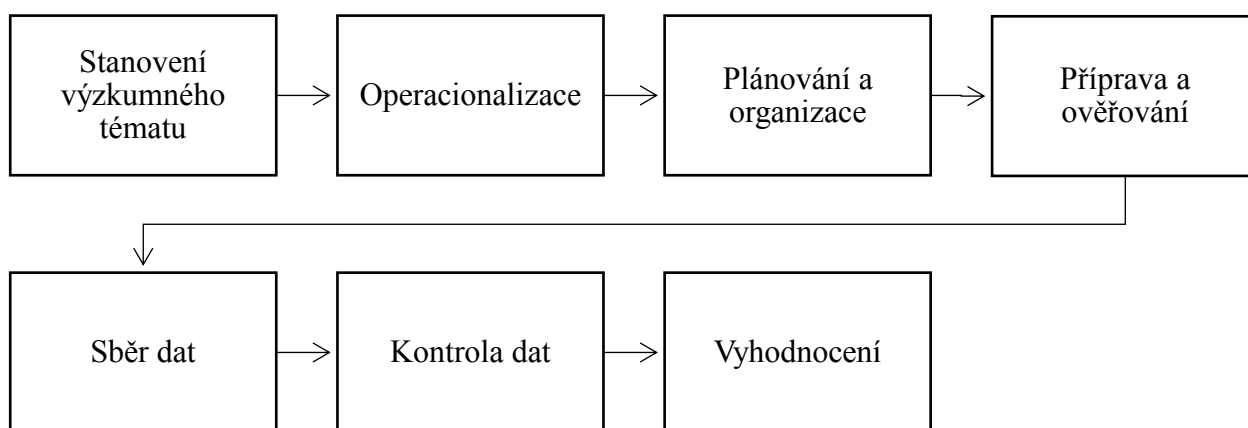 Stanovení
výzkumného
tématu
Operacionalizace
Plánování a
organizace
Příprava a
ověřování
Sběr dat
Kontrola dat
Vyhodnocení